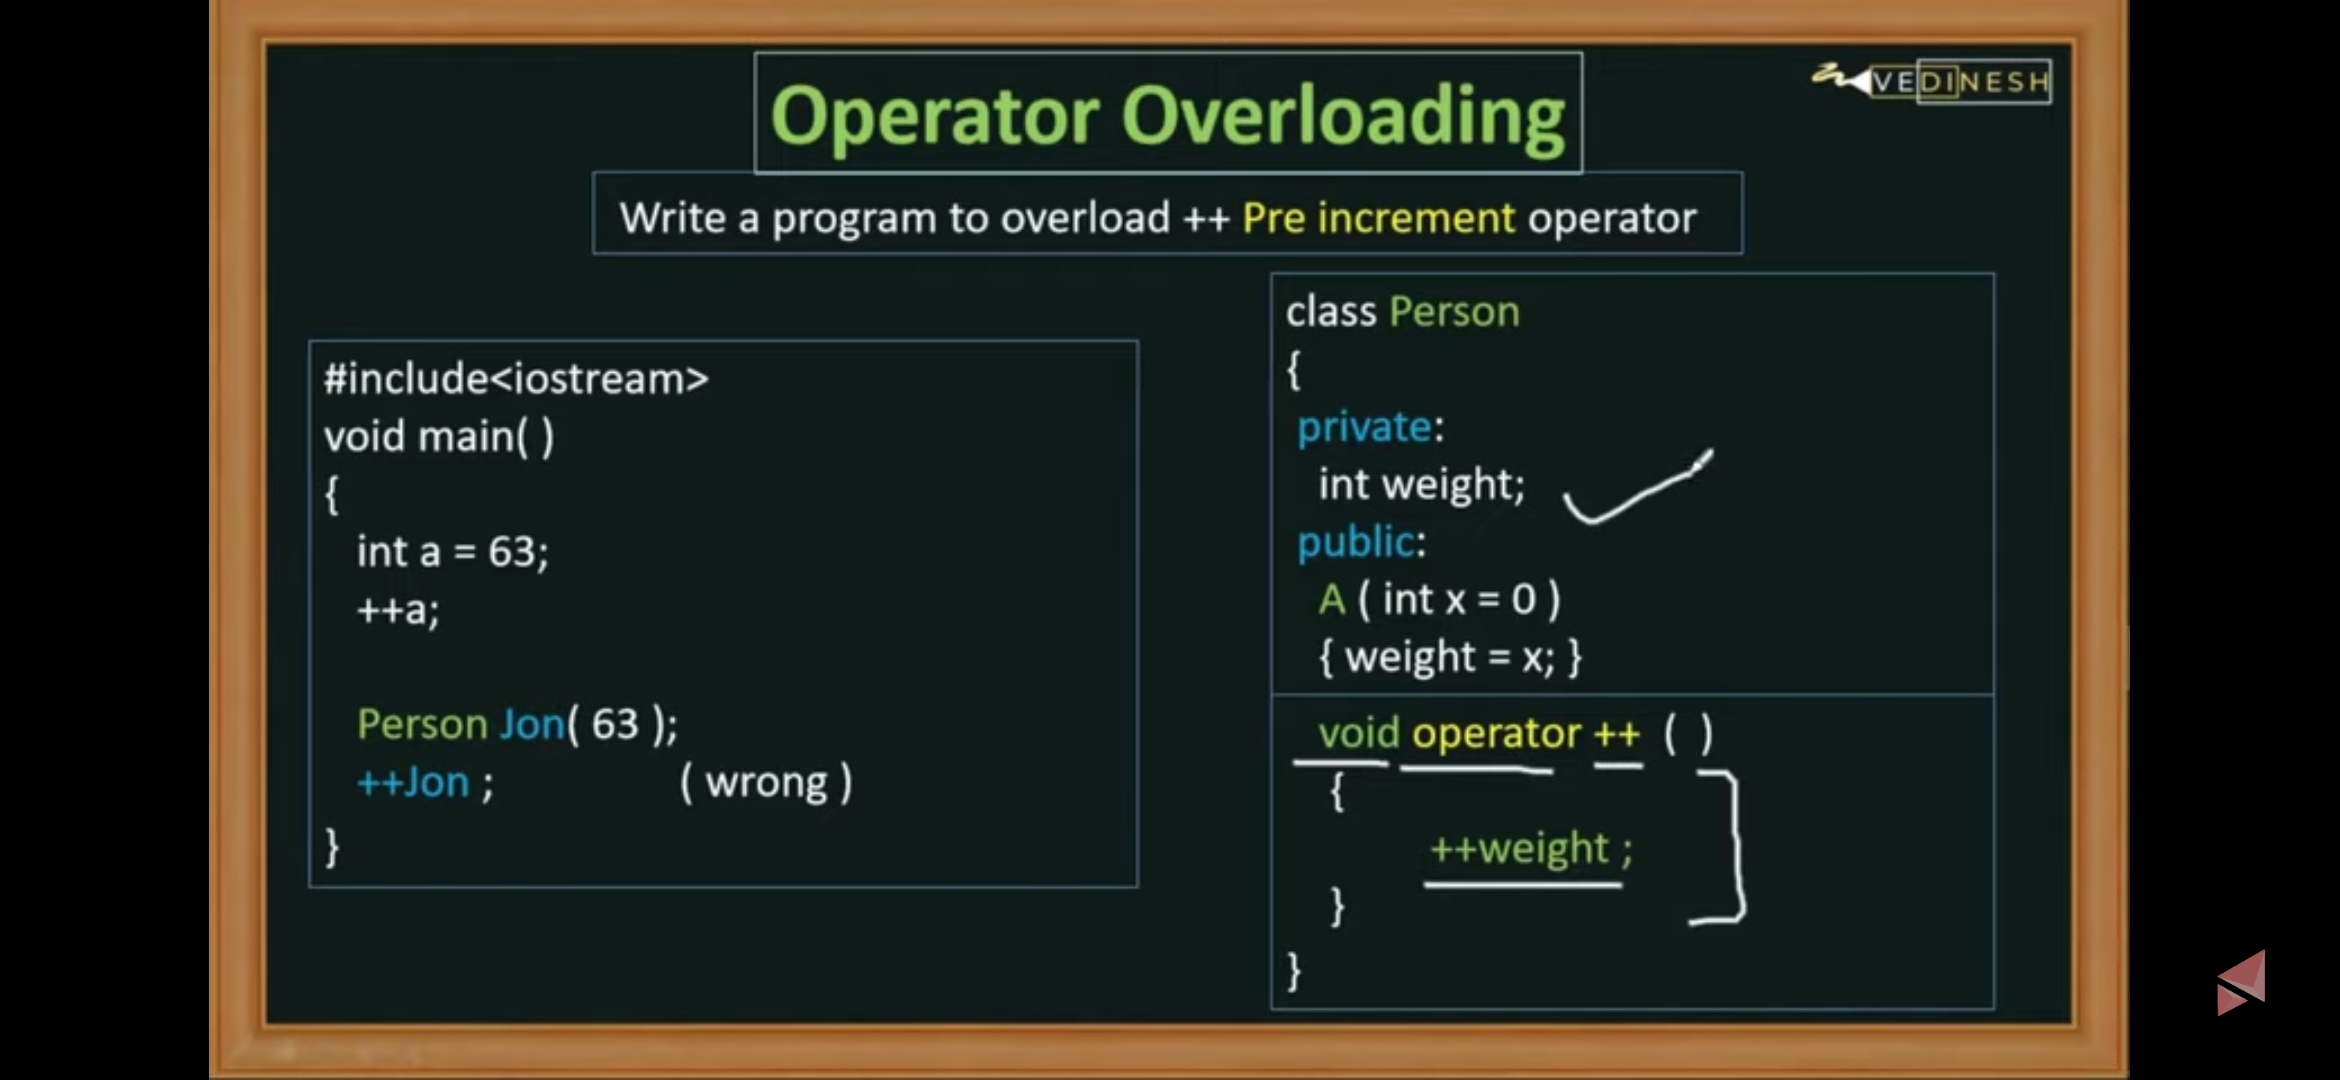 Operator Overloading
VEDINESH
Write a program to overload ++ Pre increment operator
#include<iostream>
void main( )
{
int a = 63;
++a;
Person Jon( 63 );
++Jon ; ( wrong )
}
class Person
{
private:
int weight;
public:
A ( int x = 0 )
{ weight = x; }
void operator ++ ( )
{
++weight ;
}
}